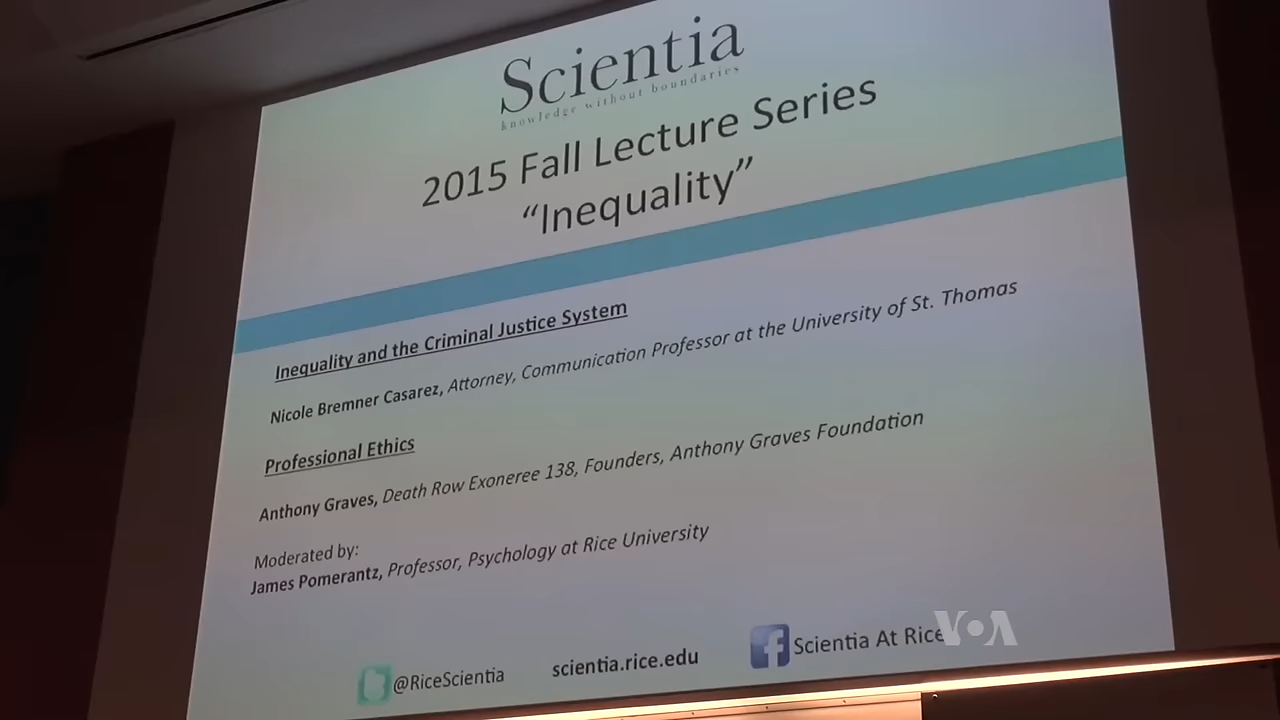 Scientia
knowledge without boundaries
2015 Fall Lecture Series
“Inequality”
Inequality and the Criminal Justice System
Nicole Bremner Casarez, Attorney, Communication Professor at the University of St. Thomas
Professional Ethics
Anthony Graves, Death Row Exoneree 138, Founders, Anthony Graves Foundation
Moderated by:
James Pomerantz, Professor, Psychology at Rice University
@RiceScientia
scientia.rice.edu
f
Scientia At Rice
VOA